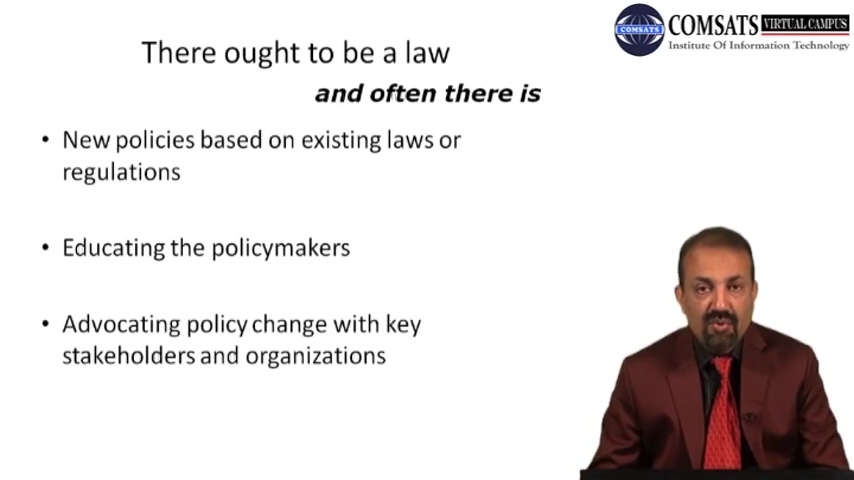 COMSATS VIRTUAL CAMPUS
Institute Of Information Technology
COMSATS
There ought to be a law
and often there is
• New policies based on existing laws or
regulations
• Educating the policymakers
• Advocating policy change with key
stakeholders and organizations